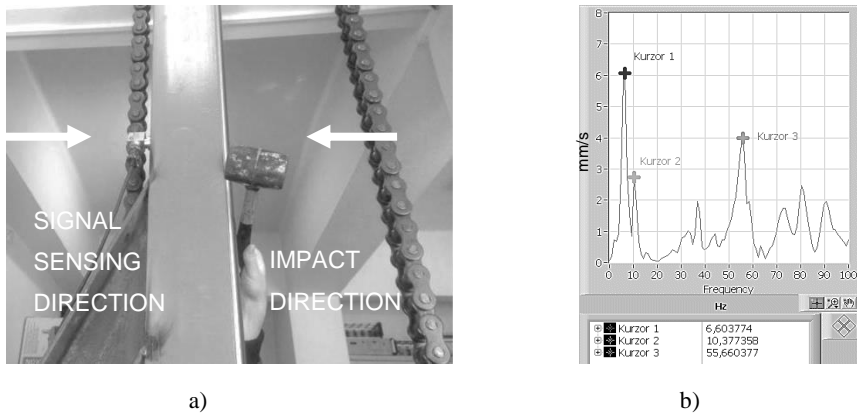 SIGNAL
SENSING
DIRECTION
IMPACT
DIRECTION
a)
8
7
6
5
4
3
2
1
0
mm/s
Kurzor 1
Kurzor 2
Kurzor 3
0 10 20 30 40 50 60 70 80 90 100
Frequency
Hz
Kurzor 1 6,603774
Kurzor 2 10,377358
Kurzor 3 55,660377
b)